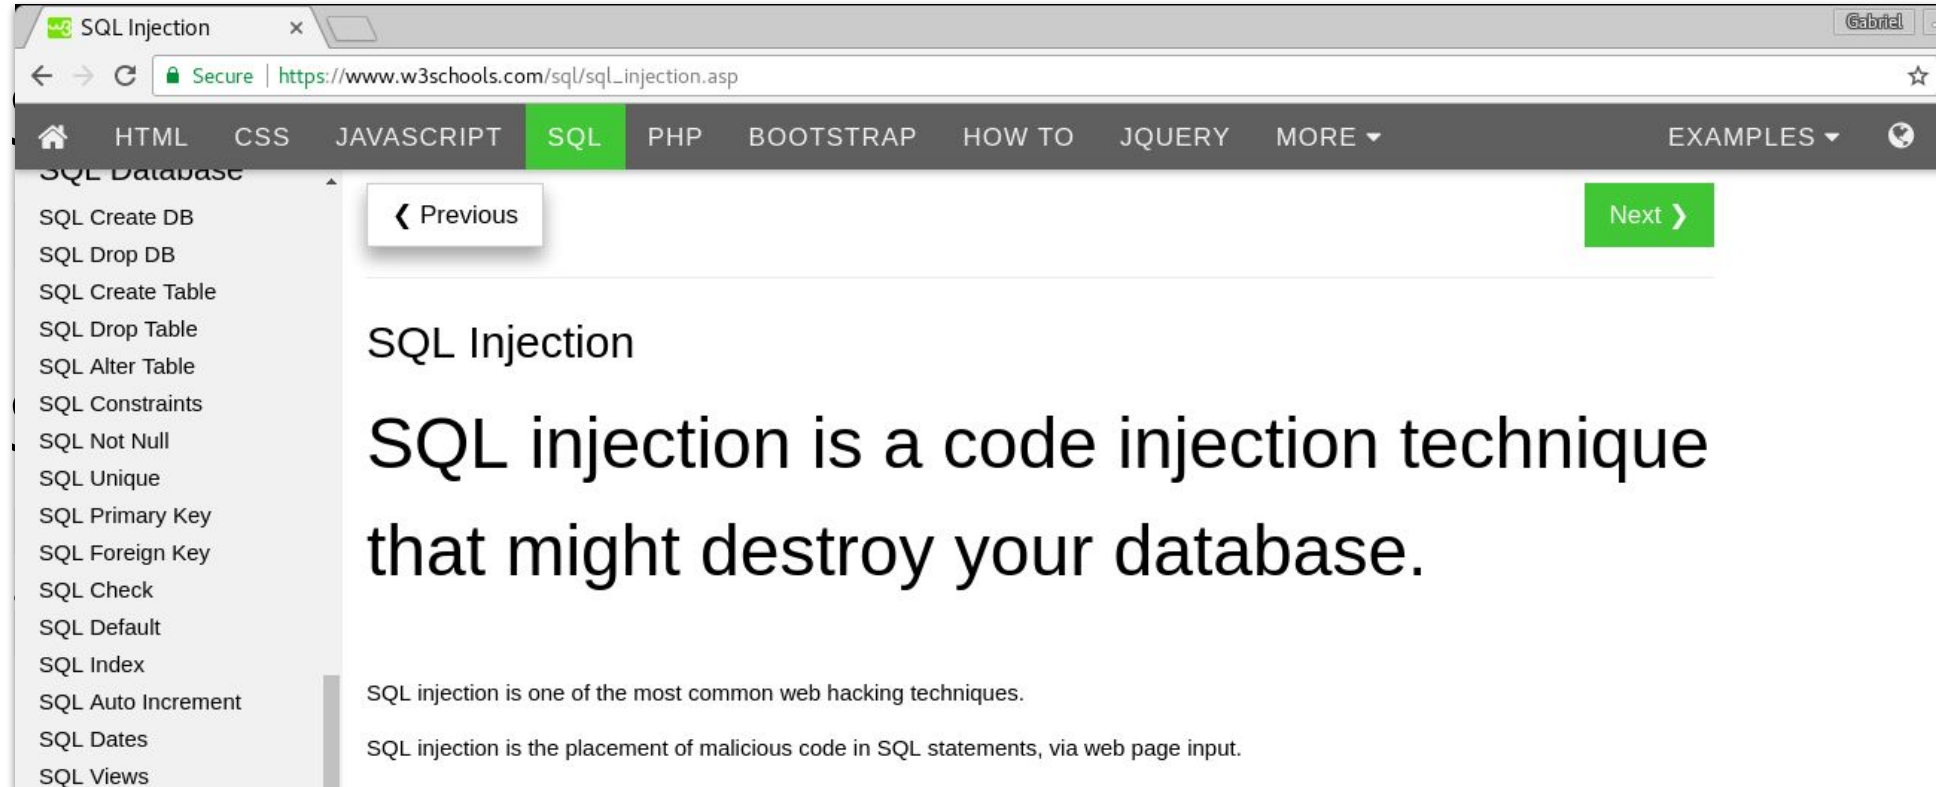 SQL Injection
Gabriel
Secure https://www.w3schools.com/sql/sql_injection.asp
HTML CSS JAVASCRIPT SQL PHP BOOTSTRAP HOW TO JQUERY MORE EXAMPLES
SQL Database
SQL Create DB
SQL Drop DB
SQL Create Table
SQL Drop Table
SQL Alter Table
SQL Constraints
SQL Not Null
SQL Unique
SQL Primary Key
SQL Foreign Key
SQL Check
SQL Default
SQL Index
SQL Auto Increment
SQL Dates
SQL Views
❮ Previous
Next ❯
SQL Injection
SQL injection is a code injection technique
that might destroy your database.
SQL injection is one of the most common web hacking techniques.
SQL injection is the placement of malicious code in SQL statements, via web page input.